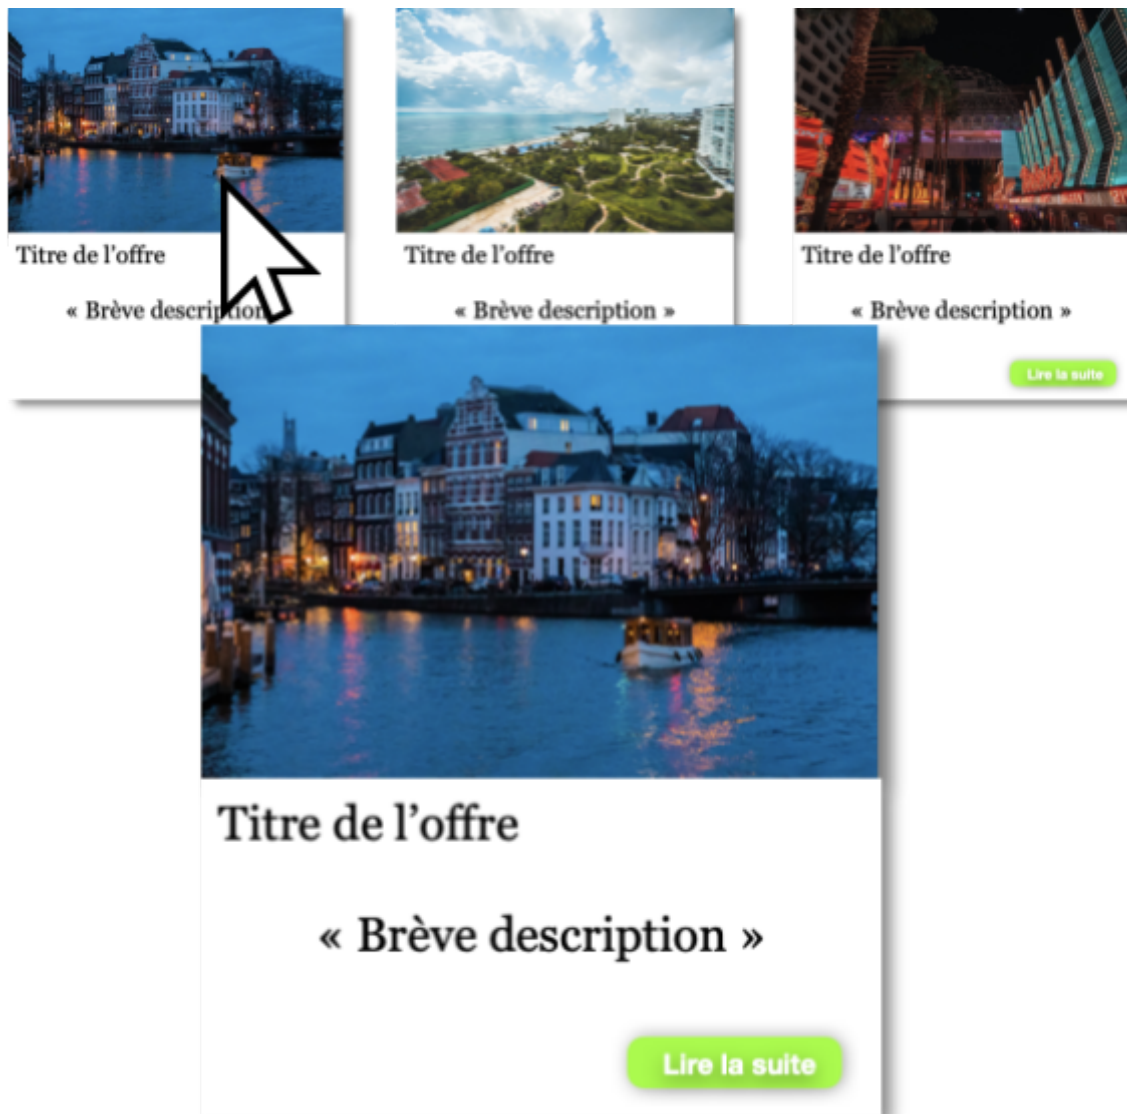 Titre de l’offre
« Brève description
Titre de l’offre
« Brève description »
Titre de l’offre
« Brève description »
Lire la suite
Titre de l’offre
« Brève description »
Lire la suite